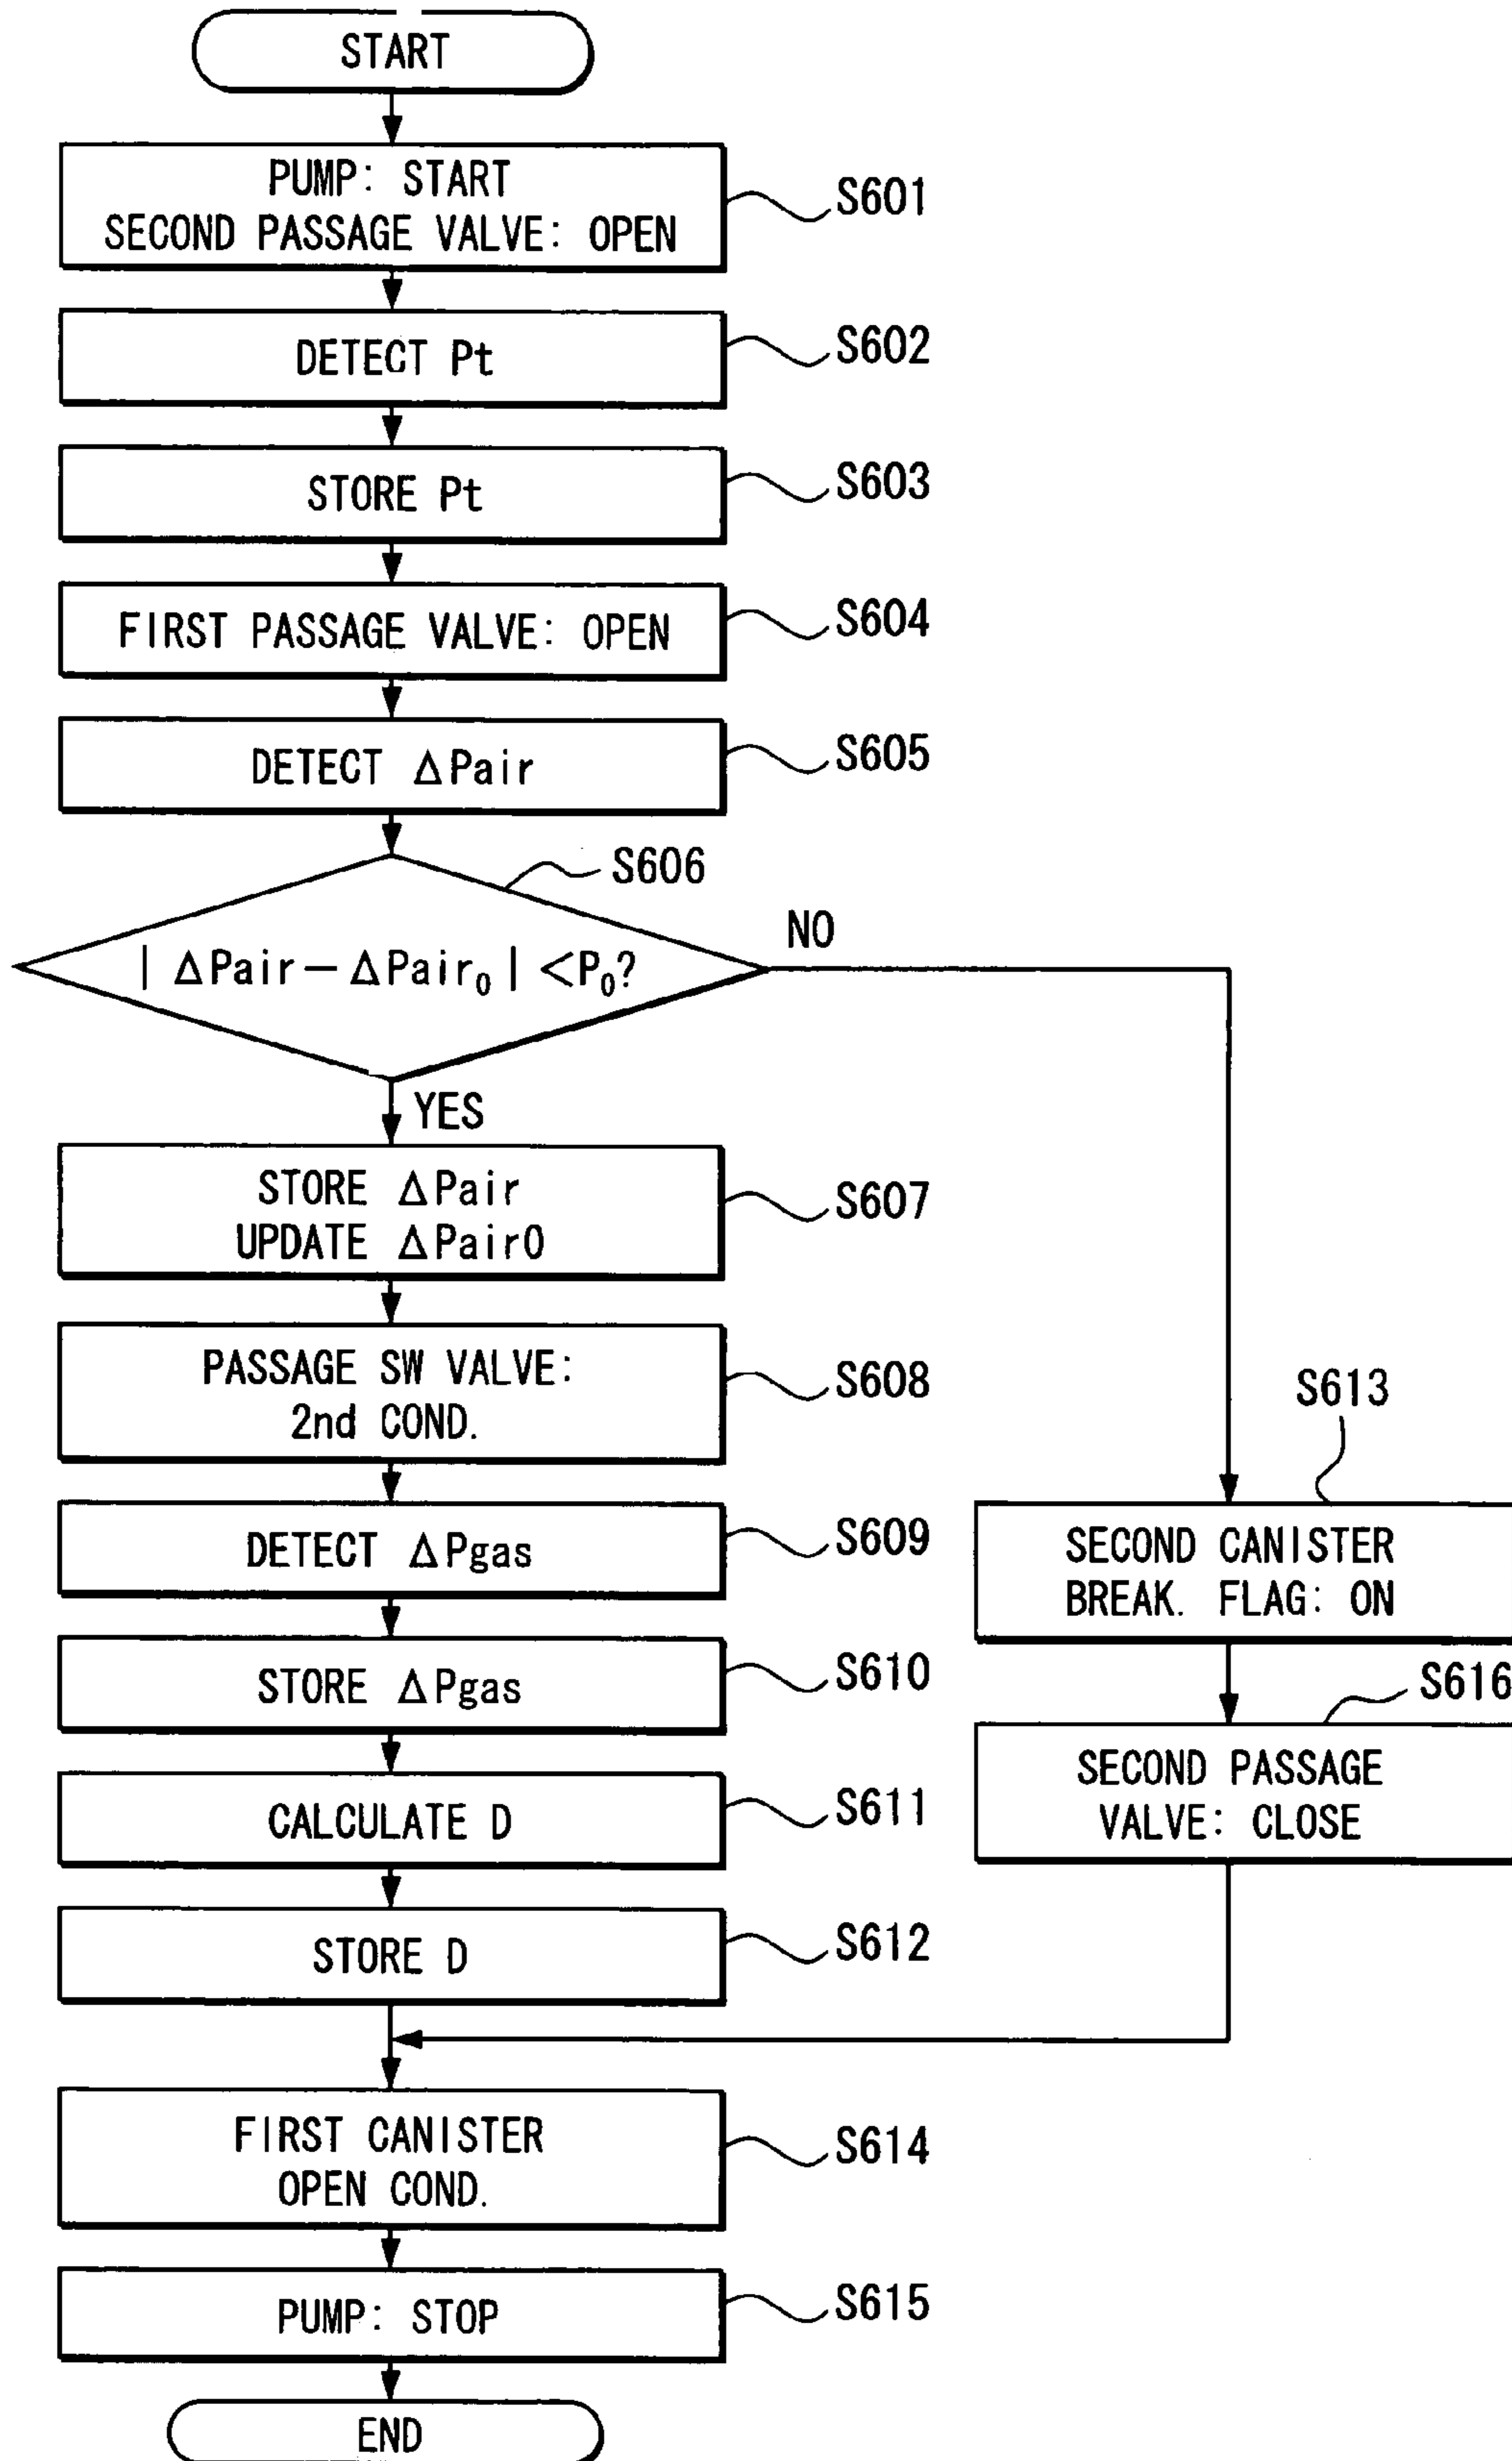 START
PUMP: START
SECOND PASSAGE VALVE: OPEN
S601
DETECT Pt
S602
STORE Pt
S603
FIRST PASSAGE VALVE: OPEN
S604
DETECT ΔPair
S605
S606
| ΔPair − ΔPair₀ | <P₀?
NO
YES
STORE ΔPair
UPDATE ΔPair0
S607
PASSAGE SW VALVE:
2nd COND.
S608
DETECT ΔPgas
S609
STORE ΔPgas
S610
CALCULATE D
S611
STORE D
S612
S613
SECOND CANISTER
BREAK. FLAG: ON
S616
SECOND PASSAGE
VALVE: CLOSE
FIRST CANISTER
OPEN COND.
S614
PUMP: STOP
S615
END